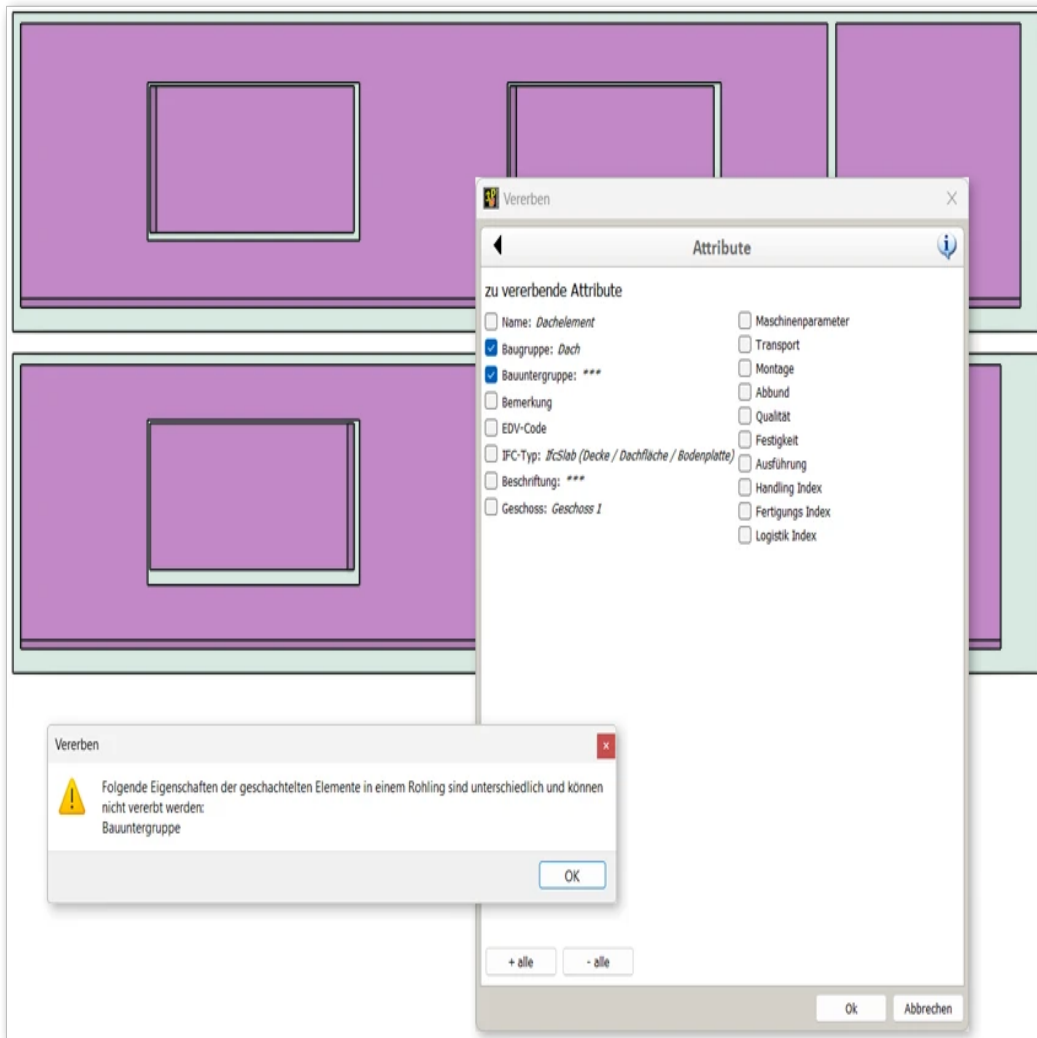 Vererben
Attribute
zu vererbende Attribute
Name: Dachelement
Baugruppe: Dach
Bauuntergruppe: ***
Bemerkung
EDV-Code
IFC-Typ: IfcSlab (Decke / Dachfläche / Bodenplatte)
Beschriftung: ***
Geschoss: Geschoss 1
Maschinenparameter
Transport
Montage
Abbund
Qualität
Festigkeit
Ausführung
Handling Index
Fertigungs Index
Logistik Index
Vererben
Folgende Eigenschaften der geschachtelten Elemente in einem Rohling sind unterschiedlich und können
nicht vererbt werden:
Bauuntergruppe
OK
+ alle
- alle
Ok
Abbrechen